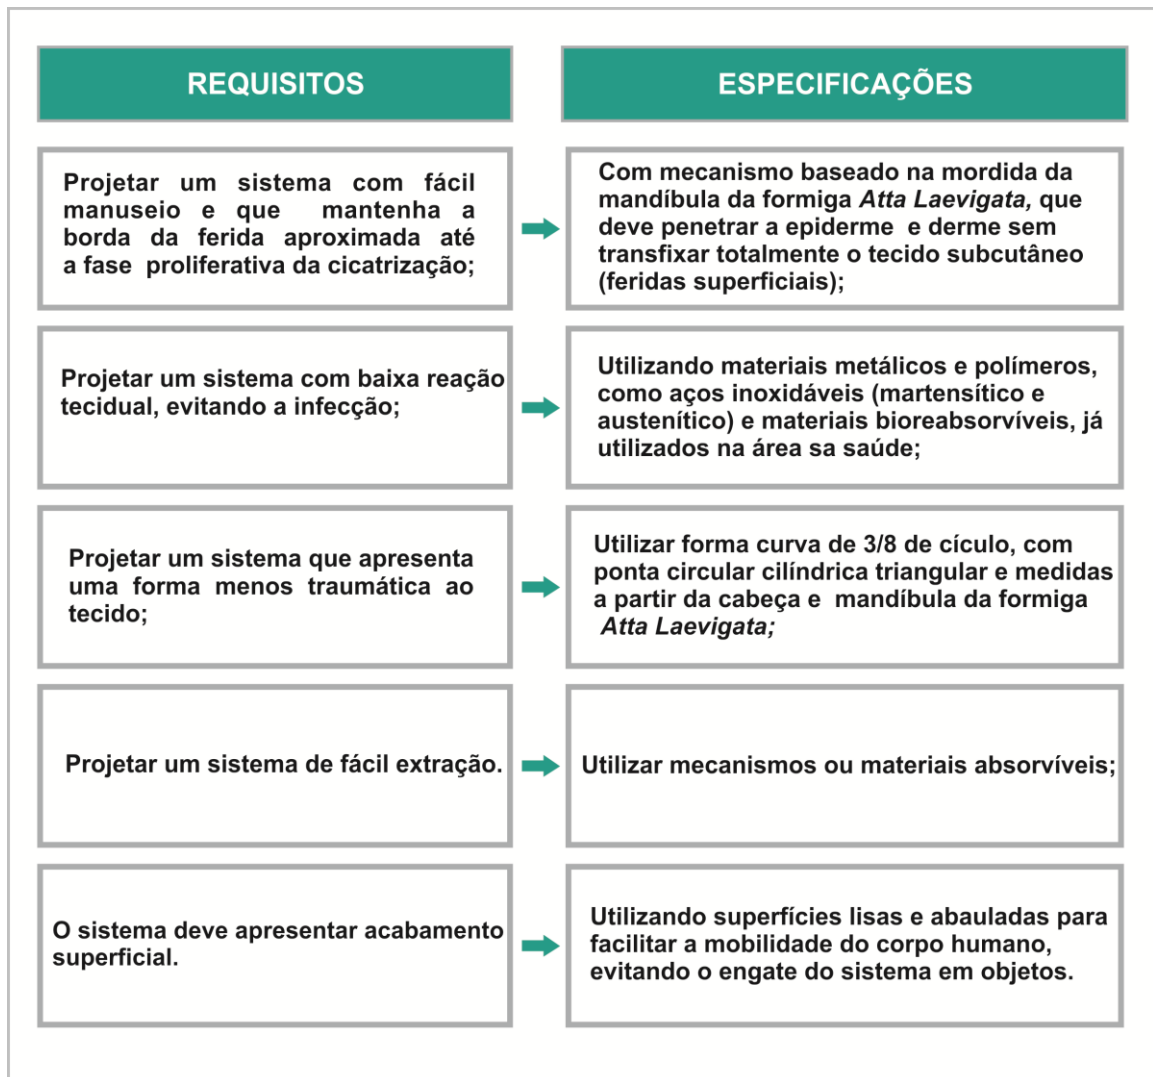 REQUISITOS
ESPECIFICAÇÕES
Projetar um sistema com fácil
manuseio e que mantenha a
borda da ferida aproximada até
a fase proliferativa da cicatrização;
Com mecanismo baseado na mordida da
mandíbula da formiga Atta Laevigata, que
deve penetrar a epiderme e derme sem
transfixar totalmente o tecido subcutâneo
(feridas superficiais);
Projetar um sistema com baixa reação
tecidual, evitando a infecção;
Utilizando materiais metálicos e polímeros,
como aços inoxidáveis (martensítico e
austenítico) e materiais bioreabsorvíveis, já
utilizados na área sa saúde;
Projetar um sistema que apresenta
uma forma menos traumática ao
tecido;
Utilizar forma curva de 3/8 de cículo, com
ponta circular cilíndrica triangular e medidas
a partir da cabeça e mandíbula da formiga
Atta Laevigata;
Projetar um sistema de fácil extração.
Utilizar mecanismos ou materiais absorvíveis;
O sistema deve apresentar acabamento
superficial.
Utilizando superfícies lisas e abauladas para
facilitar a mobilidade do corpo humano,
evitando o engate do sistema em objetos.